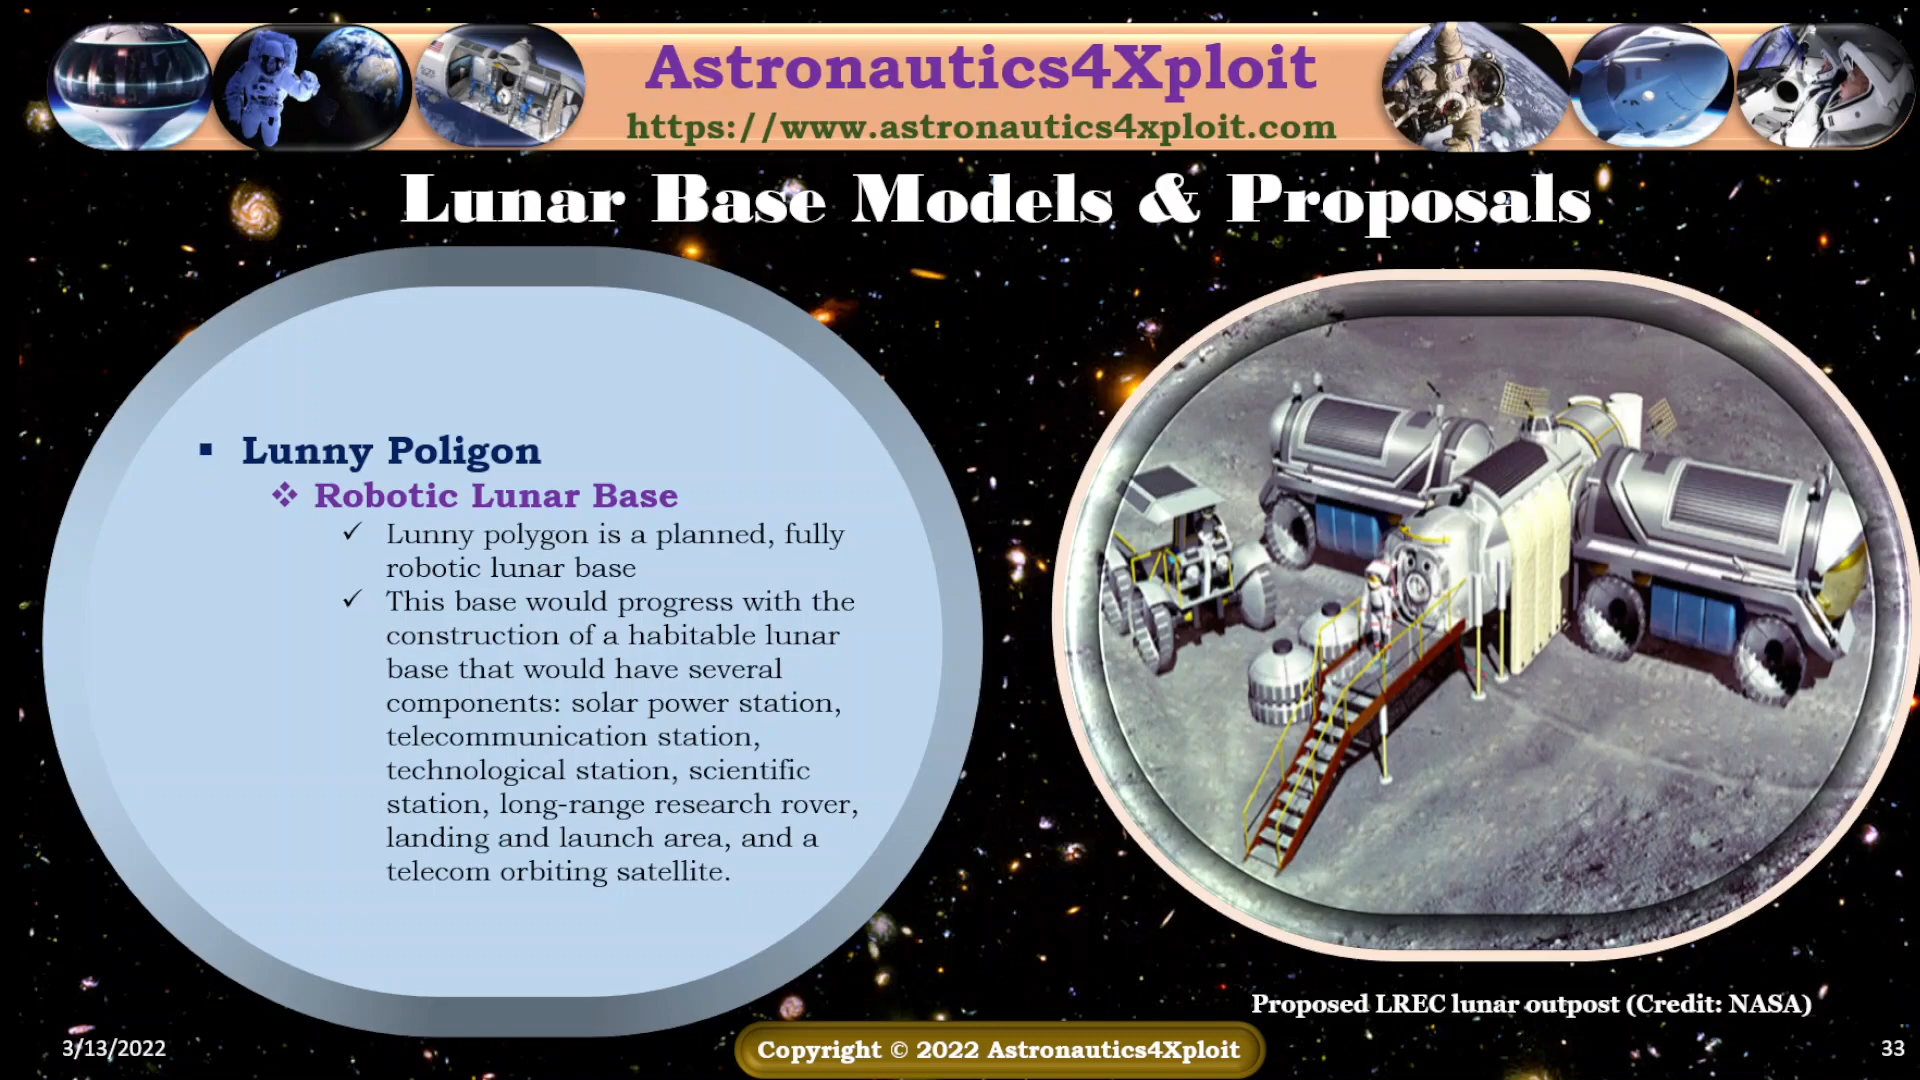 Astronautics4Xploit
https://www.astronautics4xploit.com
Lunar Base Models & Proposals
▪ Lunny Poligon
❖ Robotic Lunar Base
✓ Lunny polygon is a planned, fully
robotic lunar base
✓ This base would progress with the
construction of a habitable lunar
base that would have several
components: solar power station,
telecommunication station,
technological station, scientific
station, long-range research rover,
landing and launch area, and a
telecom orbiting satellite.
Proposed LREC lunar outpost (Credit: NASA)
3/13/2022
Copyright © 2022 Astronautics4Xploit
33